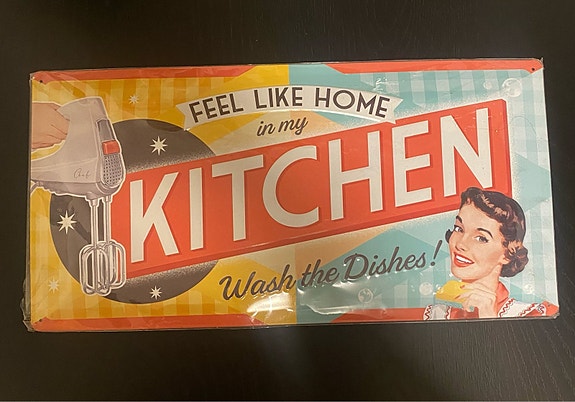 FEEL LIKE HOME
in my
KITCHEN
Wash the Dishes!